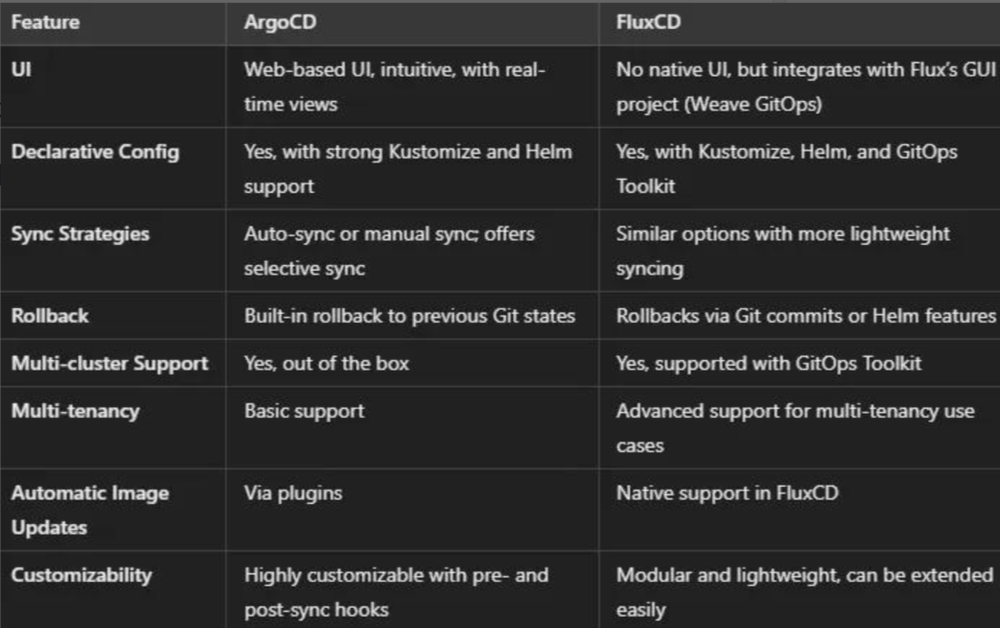 Feature ArgoCD FluxCD
UI Web-based UI, intuitive, with real- No native UI, but integrates with Flux's GUI
time views project (Weave GitOps)
Declarative Config Yes, with strong Kustomize and Helm Yes, with Kustomize, Helm, and GitOps
support Toolkit
Sync Strategies Auto-sync or manual sync; offers Similar options with more lightweight
selective sync syncing
Rollback Built-in rollback to previous Git states Rollbacks via Git commits or Helm features
Multi-cluster Support Yes, out of the box Yes, supported with GitOps Toolkit
Multi-tenancy Basic support Advanced support for multi-tenancy use
cases
Automatic Image Via plugins Native support in FluxCD
Updates
Customizability Highly customizable with pre- and Modular and lightweight, can be extended
post-sync hooks easily